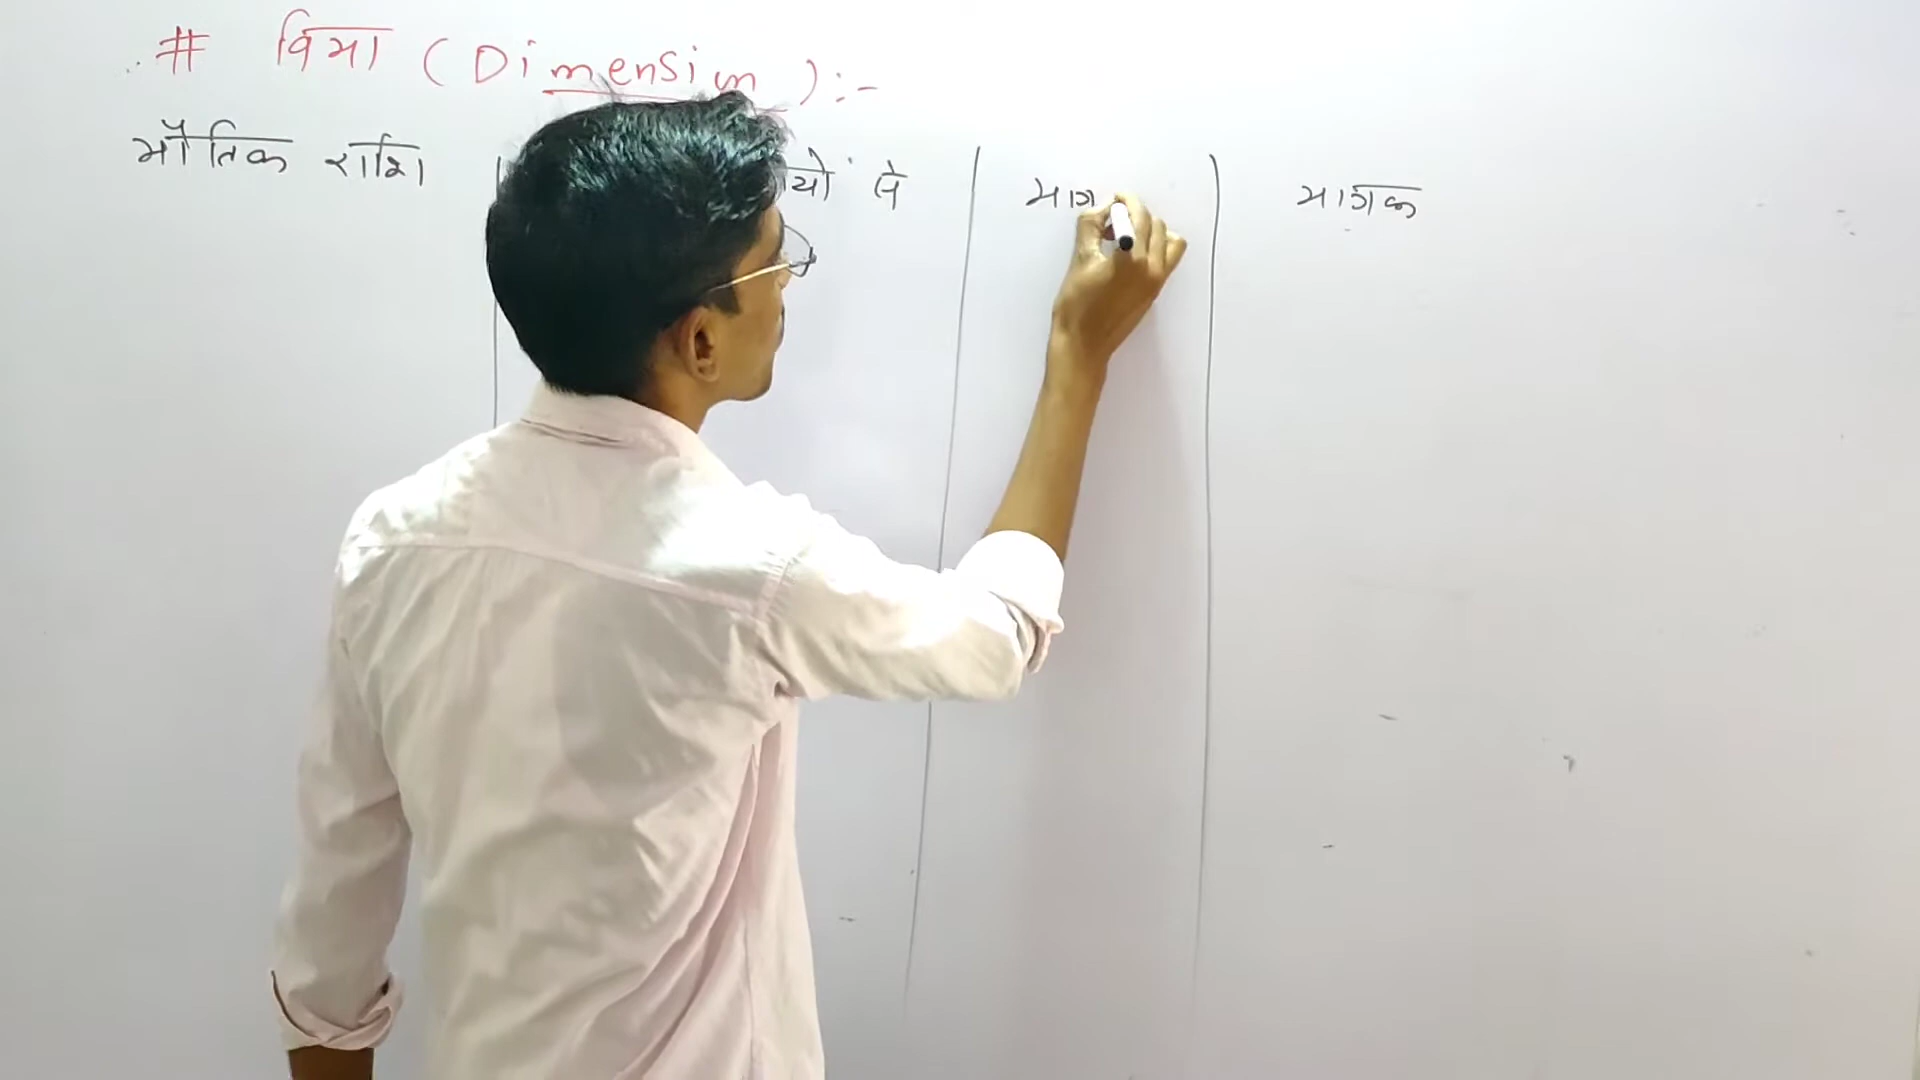 # विमा (Dimension):-
भौतिक राशि यों से माग मात्रक